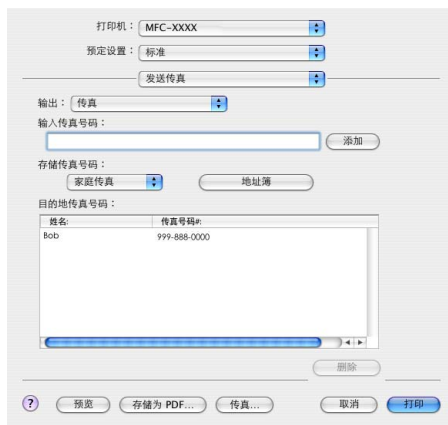 打印机： MFC-XXXX
预定设置： 标准
发送传真
输出： 传真
输入传真号码：
添加
存储传真号码：
家庭传真 地址薄
目的地传真号码：
姓名: 传真号码#:
Bob 999-888-0000
删除
? 预览 存储为 PDF... 传真... 取消 打印